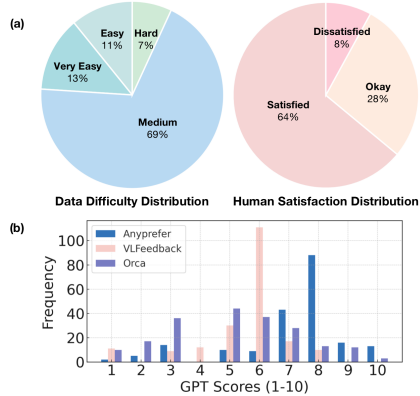 (a)
Easy
11%
Hard
7%
Very Easy
13%
Medium
69%
Dissatisfied
8%
Okay
28%
Satisfied
64%
Data Difficulty Distribution
Human Satisfaction Distribution
(b)
Anyprefer
VLFeedback
Orca
Frequency
100
80
60
40
20
0
1 2 3 4 5 6 7 8 9 10
GPT Scores (1-10)